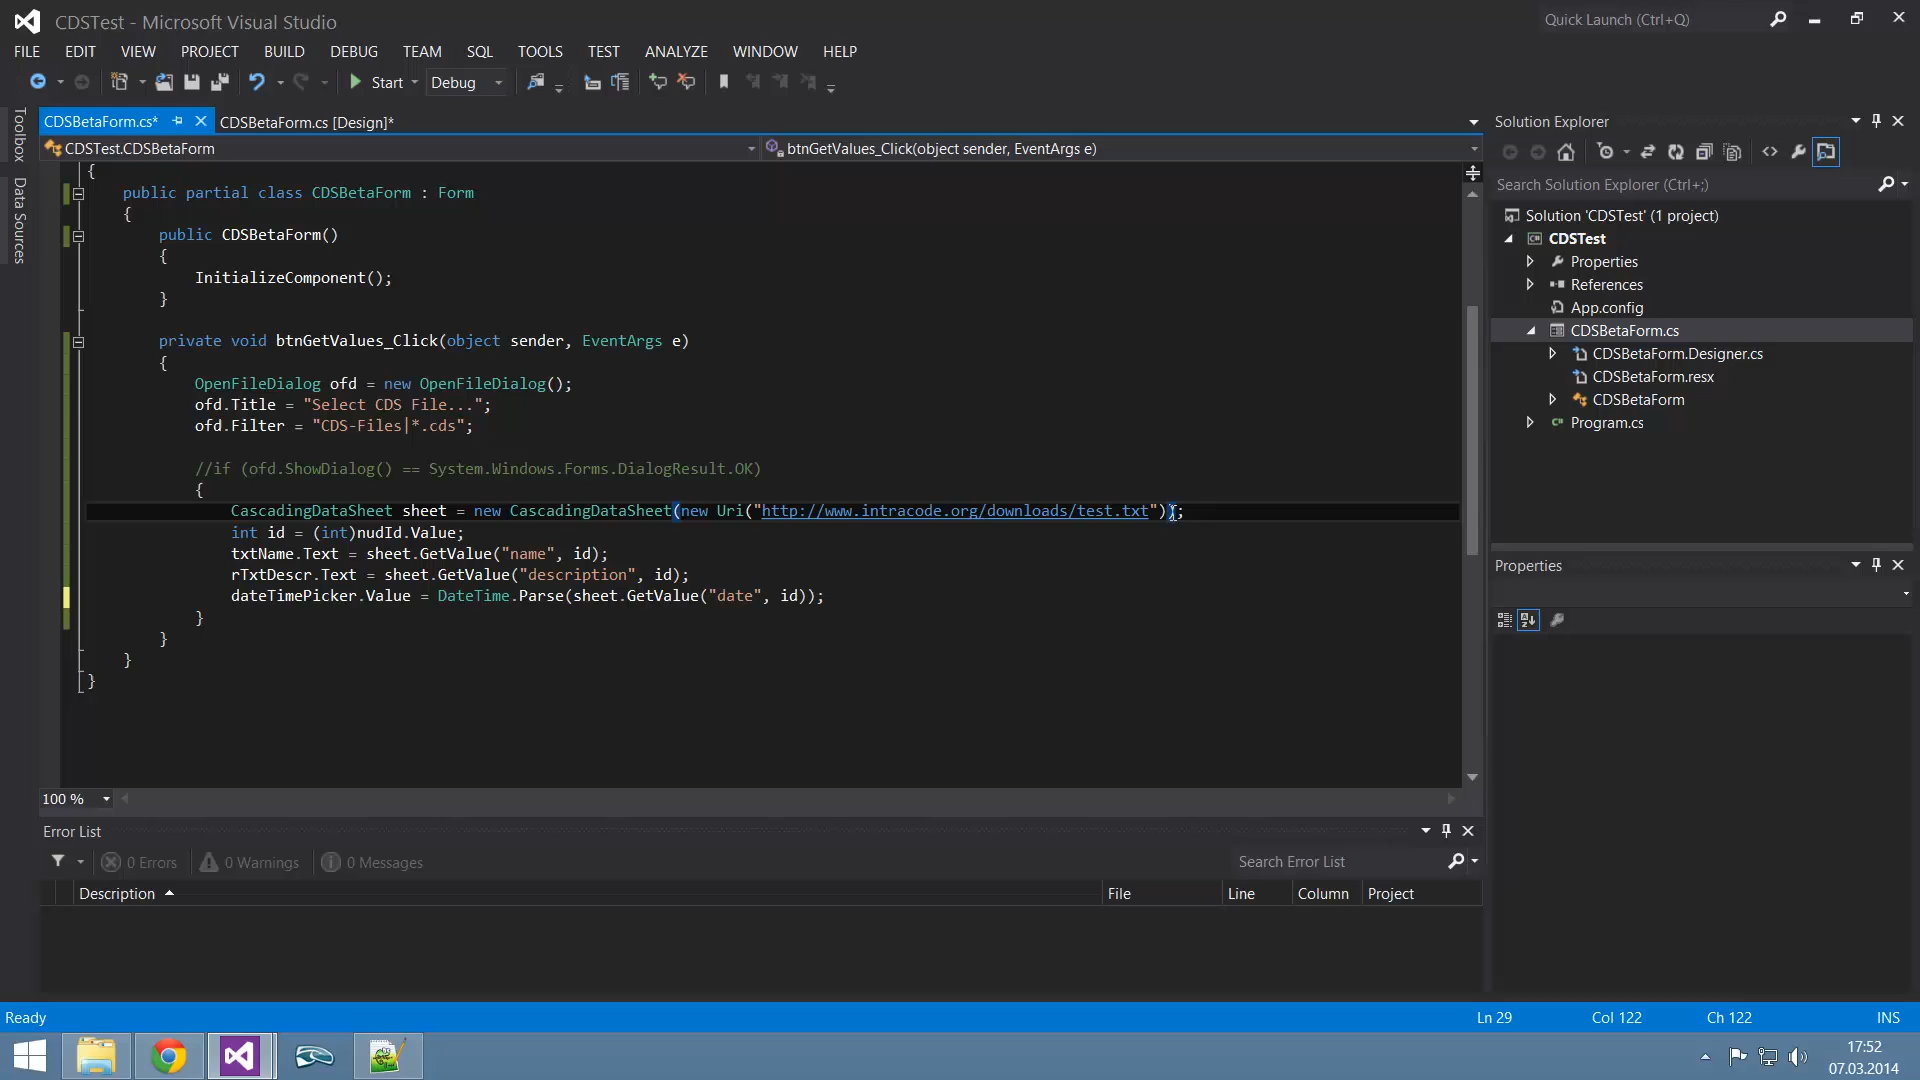 CDSTest - Microsoft Visual Studio
Quick Launch (Ctrl+Q)
FILE EDIT VIEW PROJECT BUILD DEBUG TEAM SQL TOOLS TEST ANALYZE WINDOW HELP
Start Debug
Toolbox
Data Sources
CDSBetaForm.cs* CDSBetaForm.cs [Design]*
CDSTest.CDSBetaForm btnGetValues_Click(object sender, EventArgs e)
{
public partial class CDSBetaForm : Form
{
public CDSBetaForm()
{
InitializeComponent();
}
private void btnGetValues_Click(object sender, EventArgs e)
{
OpenFileDialog ofd = new OpenFileDialog();
ofd.Title = "Select CDS File...";
ofd.Filter = "CDS-Files|*.cds";
//if (ofd.ShowDialog() == System.Windows.Forms.DialogResult.OK)
{
CascadingDataSheet sheet = new CascadingDataSheet(new Uri("http://www.intracode.org/downloads/test.txt"));
int id = (int)nudId.Value;
txtName.Text = sheet.GetValue("name", id);
rTxtDescr.Text = sheet.GetValue("description", id);
dateTimePicker.Value = DateTime.Parse(sheet.GetValue("date", id));
}
}
}
}
100 %
Error List
0 Errors 0 Warnings 0 Messages
Search Error List
Description File Line Column Project
Solution Explorer
Search Solution Explorer (Ctrl+;)
Solution 'CDSTest' (1 project)
CDSTest
Properties
References
App.config
CDSBetaForm.cs
CDSBetaForm.Designer.cs
CDSBetaForm.resx
CDSBetaForm
Program.cs
Properties
Ready Ln 29 Col 122 Ch 122 INS
17:52
07.03.2014